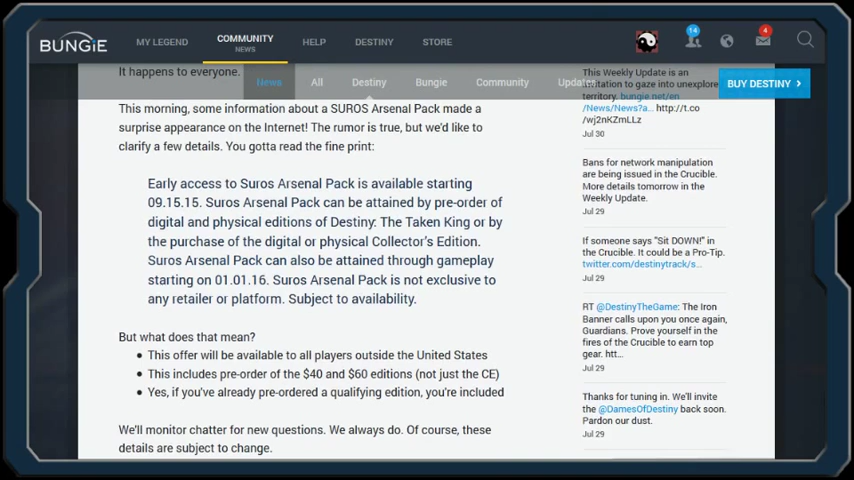 BUNGiE
MY LEGEND
COMMUNITY
NEWS
HELP
DESTINY
STORE
14
4
News
All
Destiny
Bungie
Community
Updates
BUY DESTINY
It happens to everyone.
This morning, some information about a SUROS Arsenal Pack made a
surprise appearance on the Internet! The rumor is true, but we'd like to
clarify a few details. You gotta read the fine print:
Early access to Suros Arsenal Pack is available starting
09.15.15. Suros Arsenal Pack can be attained by pre-order of
digital and physical editions of Destiny: The Taken King or by
the purchase of the digital or physical Collector's Edition.
Suros Arsenal Pack can also be attained through gameplay
starting on 01.01.16. Suros Arsenal Pack is not exclusive to
any retailer or platform. Subject to availability.
But what does that mean?
• This offer will be available to all players outside the United States
• This includes pre-order of the $40 and $60 editions (not just the CE)
• Yes, if you've already pre-ordered a qualifying edition, you're included
We'll monitor chatter for new questions. We always do. Of course, these
details are subject to change.
This Weekly Update is an
invitation to gaze into unexplore
territory. bungie.net/en
/News/News?a... http://t.co
/wj2nKZmLLz
Jul 30
Bans for network manipulation
are being issued in the Crucible.
More details tomorrow in the
Weekly Update.
Jul 29
If someone says "Sit DOWN!" in
the Crucible. It could be a Pro-Tip.
twitter.com/destinytrack/s...
Jul 29
RT @DestinyTheGame: The Iron
Banner calls upon you once again,
Guardians. Prove yourself in the
fires of the Crucible to earn top
gear. htt...
Jul 29
Thanks for tuning in. We'll invite
the @DamesOfDestiny back soon.
Pardon our dust.
Jul 29